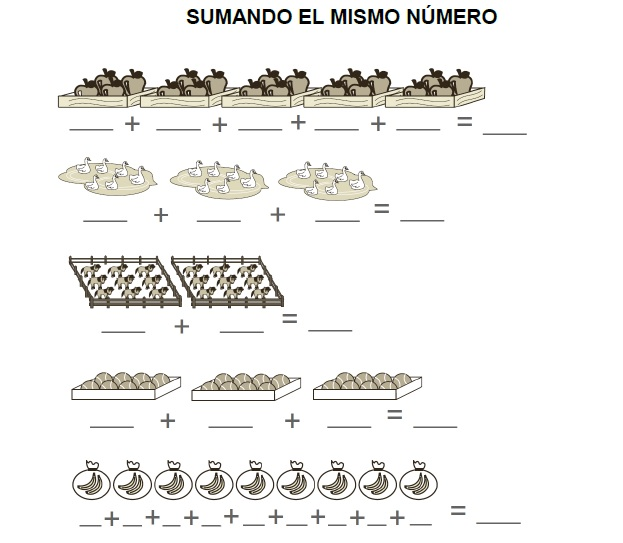 SUMANDO EL MISMO NÚMERO
____ + ____ + ____ + ____ + ____ = ____
____ + ____ + ____ = ____
____ + ____ = ____
____ + ____ + ____ = ____
__+__+__+__+__+__+__+__+__ = ____